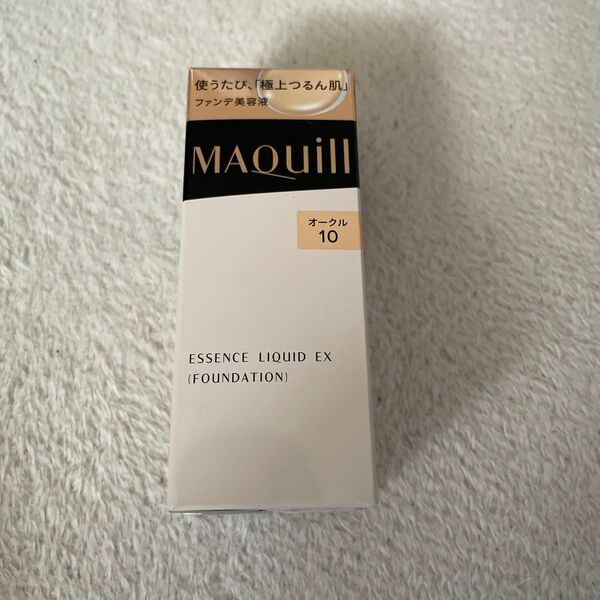 使うたび、「極上つるん肌」
ファンデ美容液
MAQuill
オークル
10
ESSENCE LIQUID EX
(FOUNDATION)